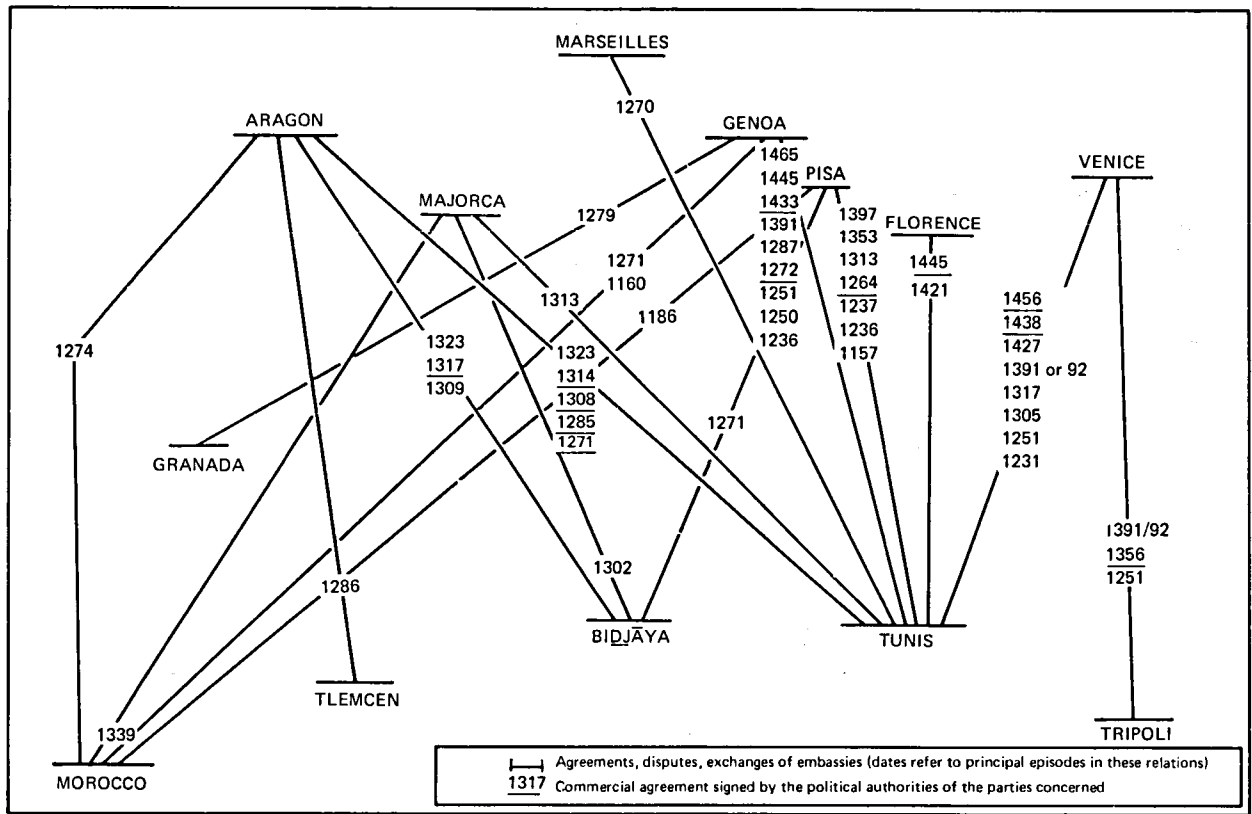 MARSEILLES
1270
ARAGON
GENOA
1465
1445
1433
1391
1287
1272
1251
1250
1236
PISA
1397
1353
1313
1264
1237
1236
1157
VENICE
MAJORCA
FLORENCE
1445
1421
1279
1271
1160
1313
1186
1274
1323
1317
1309
1323
1314
1308
1285
1271
1456
1438
1427
1391 or 92
1317
1305
1251
1231
1271
GRANADA
1391/92
1356
1251
1302
1286
BIDJĀYA
TUNIS
TLEMCEN
1339
MOROCCO
TRIPOLI
Agreements, disputes, exchanges of embassies (dates refer to principal episodes in these relations)
1317 Commercial agreement signed by the political authorities of the parties concerned